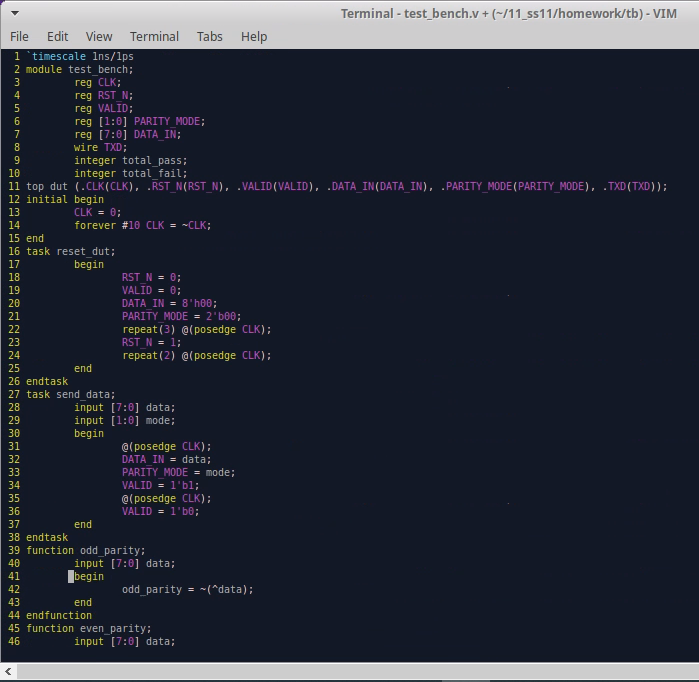 Terminal - test_bench.v + (~/11_ss11/homework/tb) - VIM
File Edit View Terminal Tabs Help
1 `timescale 1ns/1ps
2 module test_bench;
3 reg CLK;
4 reg RST_N;
5 reg VALID;
6 reg [1:0] PARITY_MODE;
7 reg [7:0] DATA_IN;
8 wire TXD;
9 integer total_pass;
10 integer total_fail;
11 top dut (.CLK(CLK), .RST_N(RST_N), .VALID(VALID), .DATA_IN(DATA_IN), .PARITY_MODE(PARITY_MODE), .TXD(TXD));
12 initial begin
13 CLK = 0;
14 forever #10 CLK = ~CLK;
15 end
16 task reset_dut;
17 begin
18 RST_N = 0;
19 VALID = 0;
20 DATA_IN = 8'h00;
21 PARITY_MODE = 2'b00;
22 repeat(3) @(posedge CLK);
23 RST_N = 1;
24 repeat(2) @(posedge CLK);
25 end
26 endtask
27 task send_data;
28 input [7:0] data;
29 input [1:0] mode;
30 begin
31 @(posedge CLK);
32 DATA_IN = data;
33 PARITY_MODE = mode;
34 VALID = 1'b1;
35 @(posedge CLK);
36 VALID = 1'b0;
37 end
38 endtask
39 function odd_parity;
40 input [7:0] data;
41 begin
42 odd_parity = ~(^data);
43 end
44 endfunction
45 function even_parity;
46 input [7:0] data;